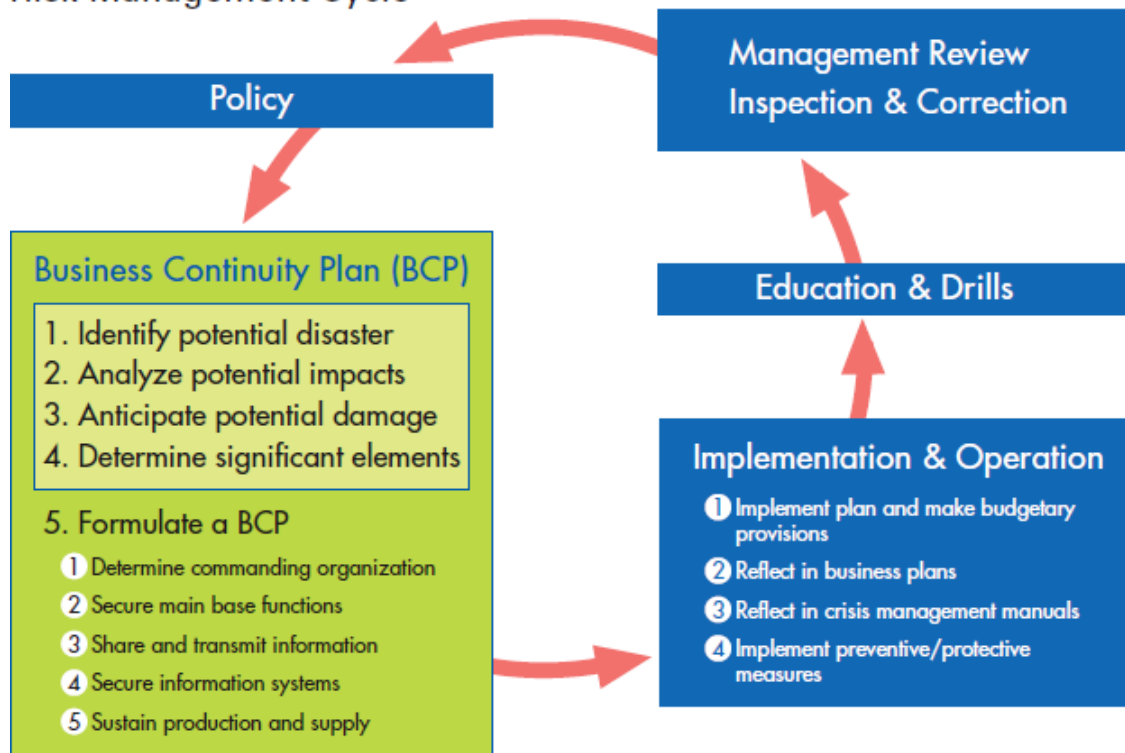 Risk Management Cycle
Policy
Management Review
Inspection & Correction
Business Continuity Plan (BCP)
1. Identify potential disaster
2. Analyze potential impacts
3. Anticipate potential damage
4. Determine significant elements
5. Formulate a BCP
1 Determine commanding organization
2 Secure main base functions
3 Share and transmit information
4 Secure information systems
5 Sustain production and supply
Education & Drills
Implementation & Operation
1 Implement plan and make budgetary
provisions
2 Reflect in business plans
3 Reflect in crisis management manuals
4 Implement preventive/protective
measures